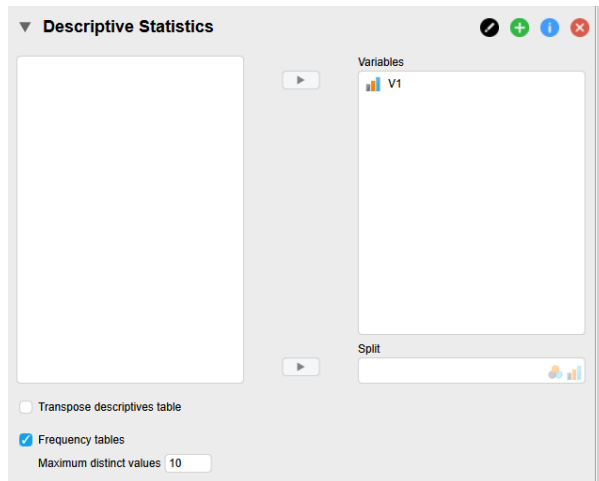 Descriptive Statistics
Variables
V1
Split
Transpose descriptives table
Frequency tables
Maximum distinct values 10